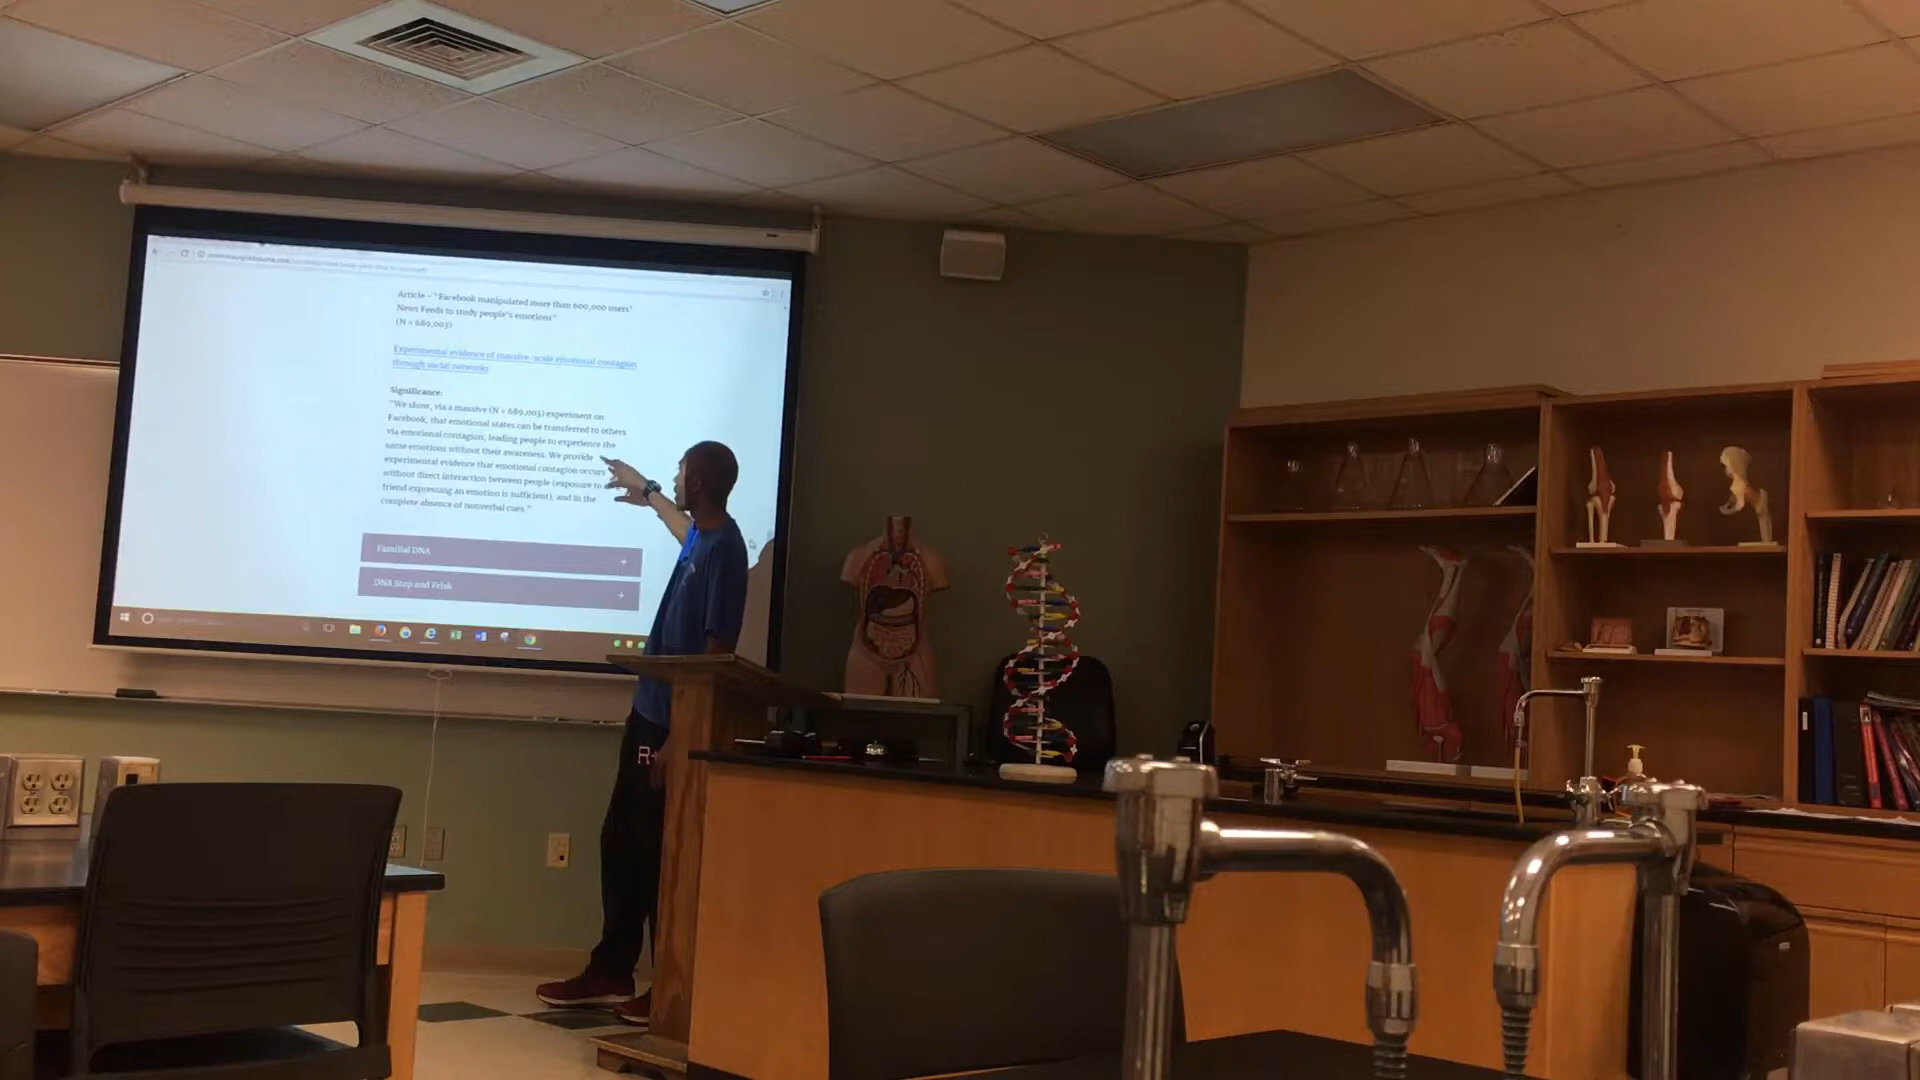 Article - "Facebook manipulated more than 600,000 users'
News Feeds to study people's emotions"
(N = 689,003)
Experimental evidence of massive-scale emotional contagion
through social networks
Significance:
"We show, via a massive (N = 689,003) experiment on
Facebook, that emotional states can be transferred to others
via emotional contagion, leading people to experience the
same emotions without their awareness. We provide
experimental evidence that emotional contagion occurs
without direct interaction between people (exposure to a
friend expressing an emotion is sufficient), and in the
complete absence of nonverbal cues."
Familial DNA +
DNA Stop and Frisk +